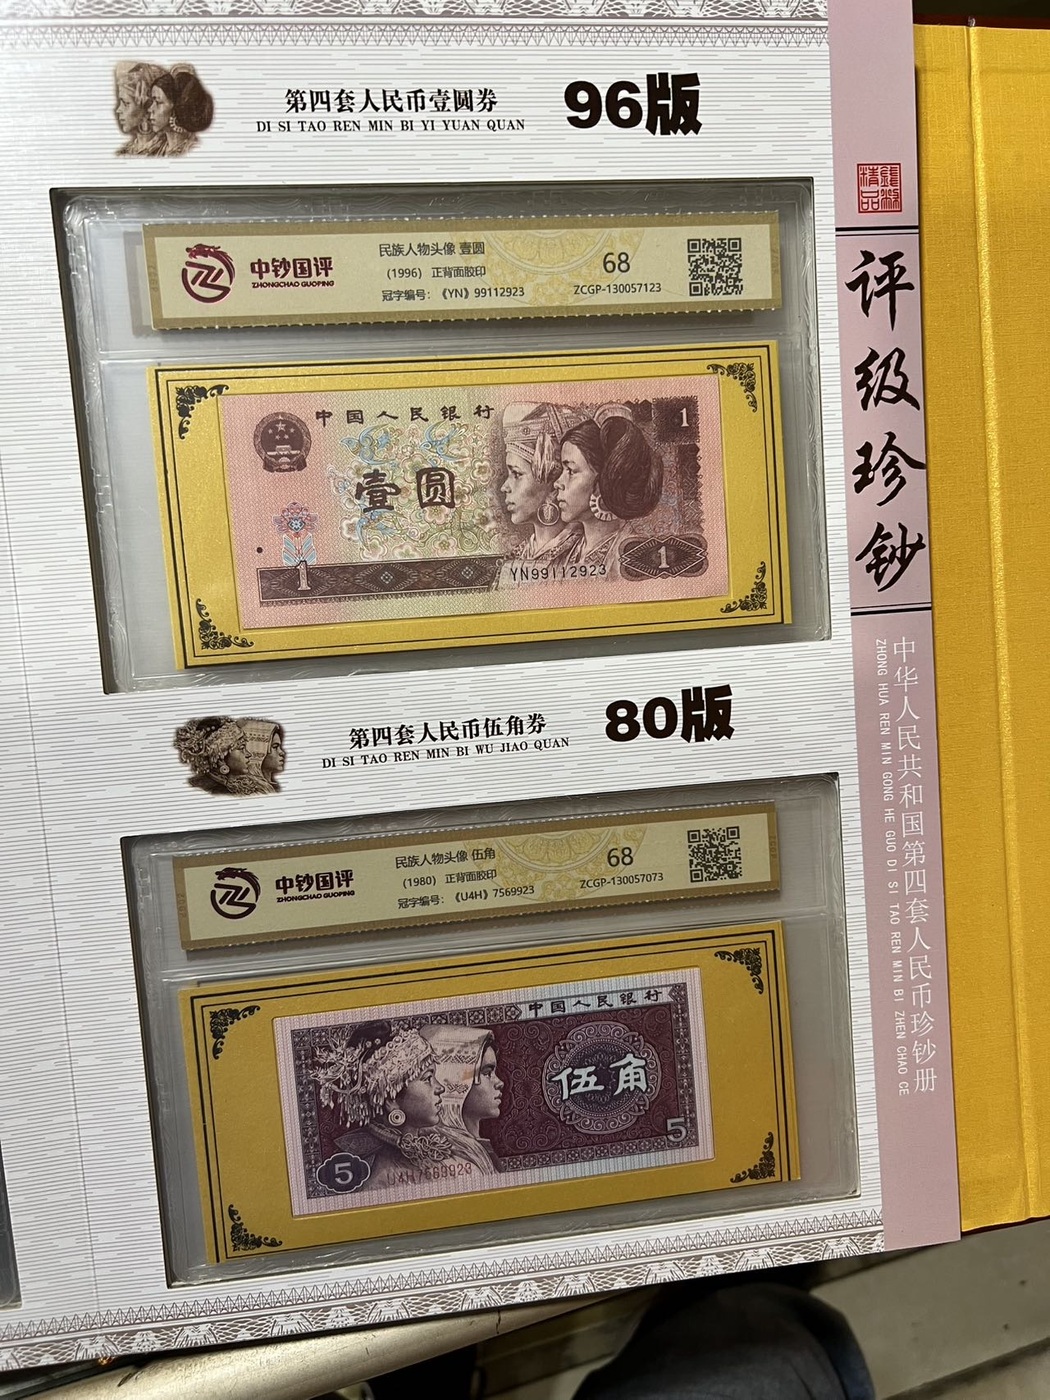 第四套人民币壹圆券
DI SI TAO REN MIN BI YI YUAN QUAN
96版
中钞国评
ZHONGCHAO GUOPING
民族人物头像 壹圆
(1996) 正背面胶印
冠字编号：《YN》99112923
68
ZCGP-130057123
中国人民银行
壹圆
1
1
1
YN99112923
第四套人民币伍角券
DI SI TAO REN MIN BI WU JIAO QUAN
80版
中钞国评
ZHONGCHAO GUOPING
民族人物头像 伍角
(1980) 正背面胶印
冠字编号：《U4H》7569923
68
ZCGP-130057073
中国人民银行
伍角
5
5
U4H7569923
评级珍钞
中华人民共和国第四套人民币珍钞册
ZHONG HUA REN MIN GONG HE GUO DI SI TAO REN MIN BI ZHEN CHAO CE